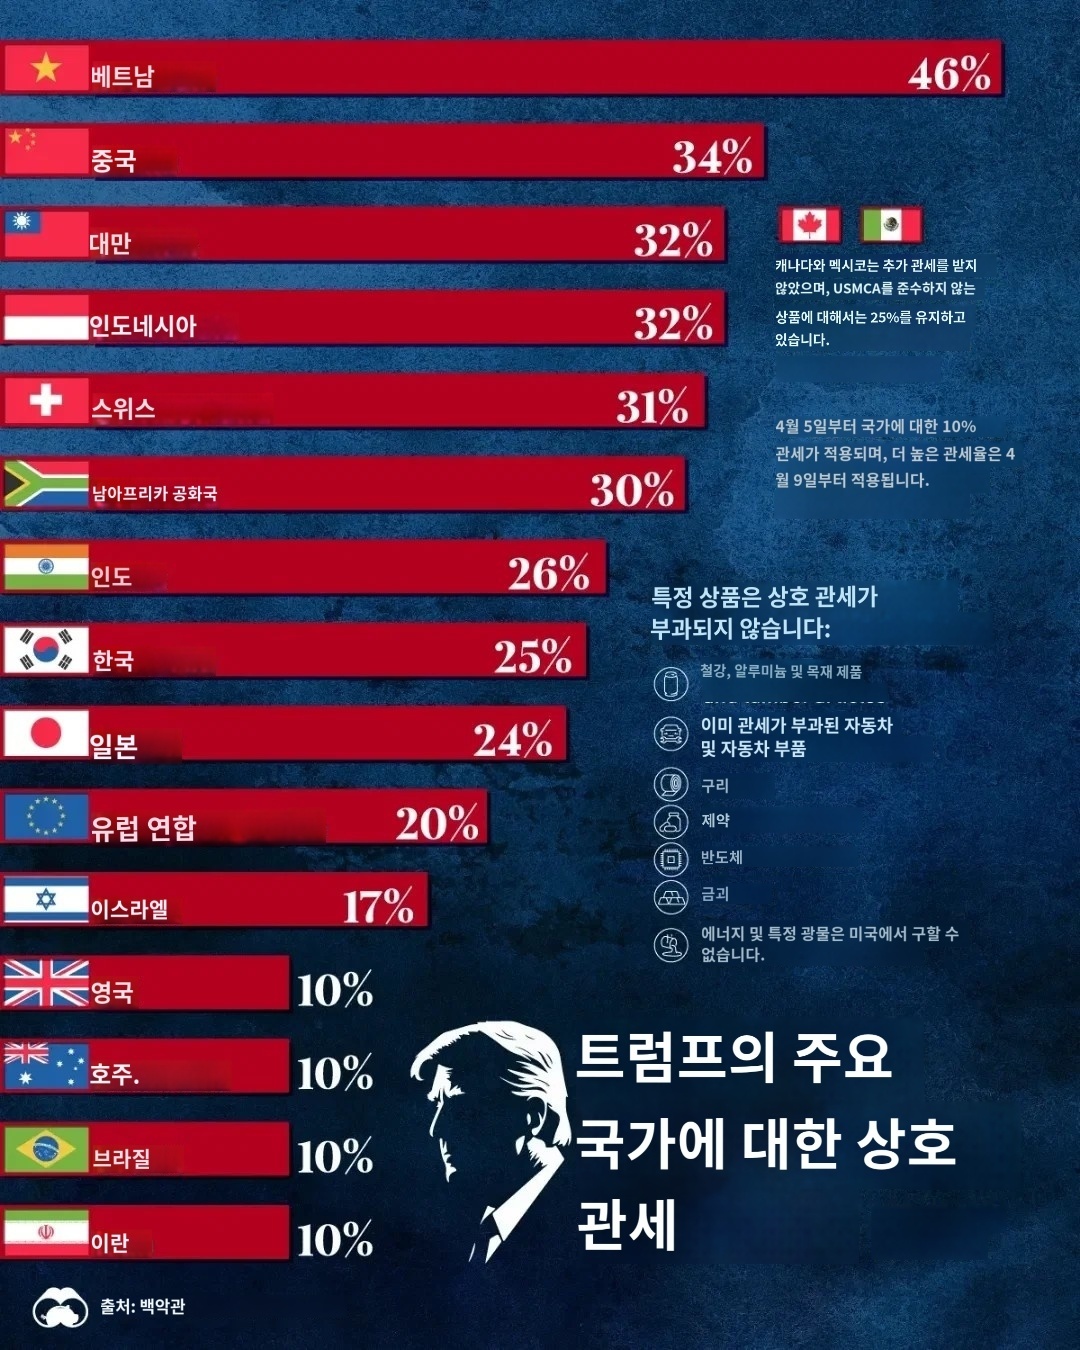 베트남 46%
중국 34%
대만 32%
인도네시아 32%
스위스 31%
남아프리카 공화국 30%
인도 26%
한국 25%
일본 24%
유럽 연합 20%
이스라엘 17%
영국 10%
호주. 10%
브라질 10%
이란 10%
캐나다와 멕시코는 추가 관세를 받지
않았으며, USMCA를 준수하지 않는
상품에 대해서는 25%를 유지하고
있습니다.
4월 5일부터 국가에 대한 10%
관세가 적용되며, 더 높은 관세율은 4
월 9일부터 적용됩니다.
특정 상품은 상호 관세가
부과되지 않습니다:
철강, 알루미늄 및 목재 제품
이미 관세가 부과된 자동차
및 자동차 부품
구리
제약
반도체
금괴
에너지 및 특정 광물은 미국에서 구할 수
없습니다.
트럼프의 주요
국가에 대한 상호
관세
출처: 백악관